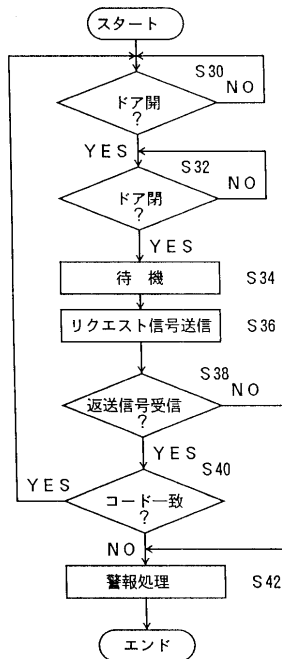 スタート
S30
NO
ドア開
?
YES
S32
NO
ドア閉
?
YES
待 機
S34
リクエスト信号送信
S36
S38
NO
返送信号受信
?
YES
S40
YES
コード一致
?
NO
警報処理
S42
エンド